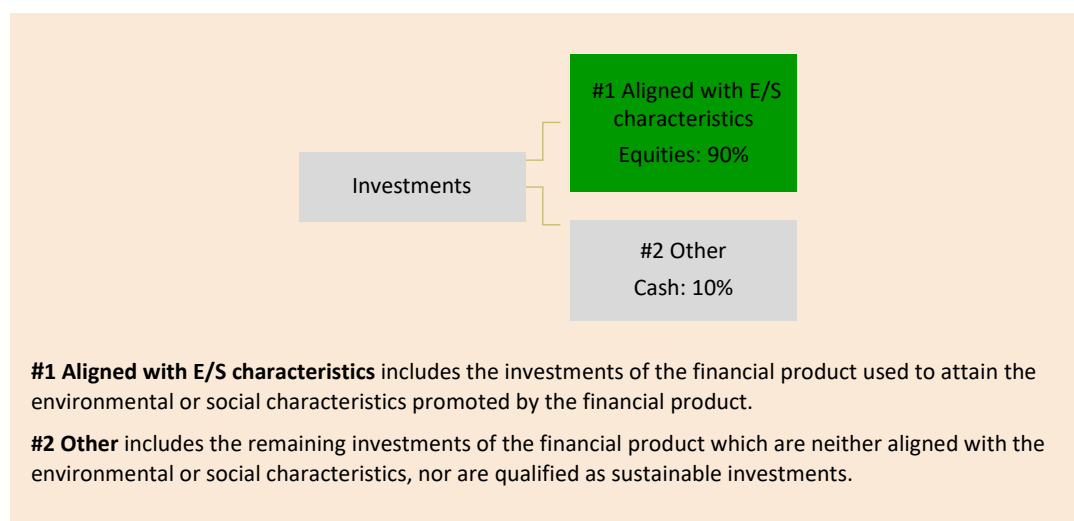 #1 Aligned with E/S
characteristics
Equities: 90%
Investments
#2 Other
Cash: 10%
#1 Aligned with E/S characteristics includes the investments of the financial product used to attain the
environmental or social characteristics promoted by the financial product.
#2 Other includes the remaining investments of the financial product which are neither aligned with the
environmental or social characteristics, nor are qualified as sustainable investments.